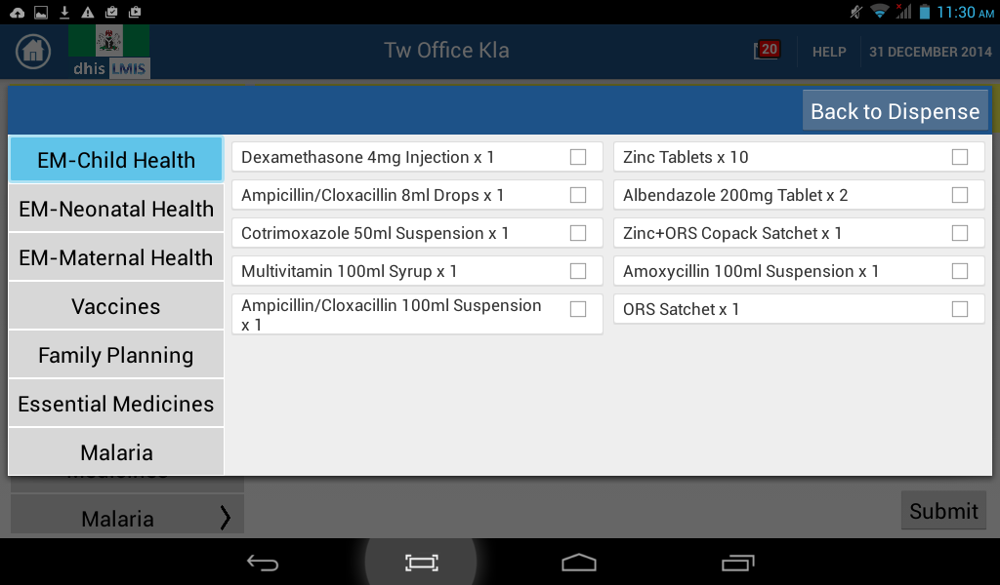 11:30 AM
dhis LMIS
Tw Office Kla
20
HELP
31 DECEMBER 2014
Back to Dispense
EM-Child Health
EM-Neonatal Health
EM-Maternal Health
Vaccines
Family Planning
Essential Medicines
Malaria
Dexamethasone 4mg Injection x 1
Zinc Tablets x 10
Ampicillin/Cloxacillin 8ml Drops x 1
Albendazole 200mg Tablet x 2
Cotrimoxazole 50ml Suspension x 1
Zinc+ORS Copack Satchet x 1
Multivitamin 100ml Syrup x 1
Amoxycillin 100ml Suspension x 1
Ampicillin/Cloxacillin 100ml Suspension
x 1
ORS Satchet x 1
Malaria
Submit